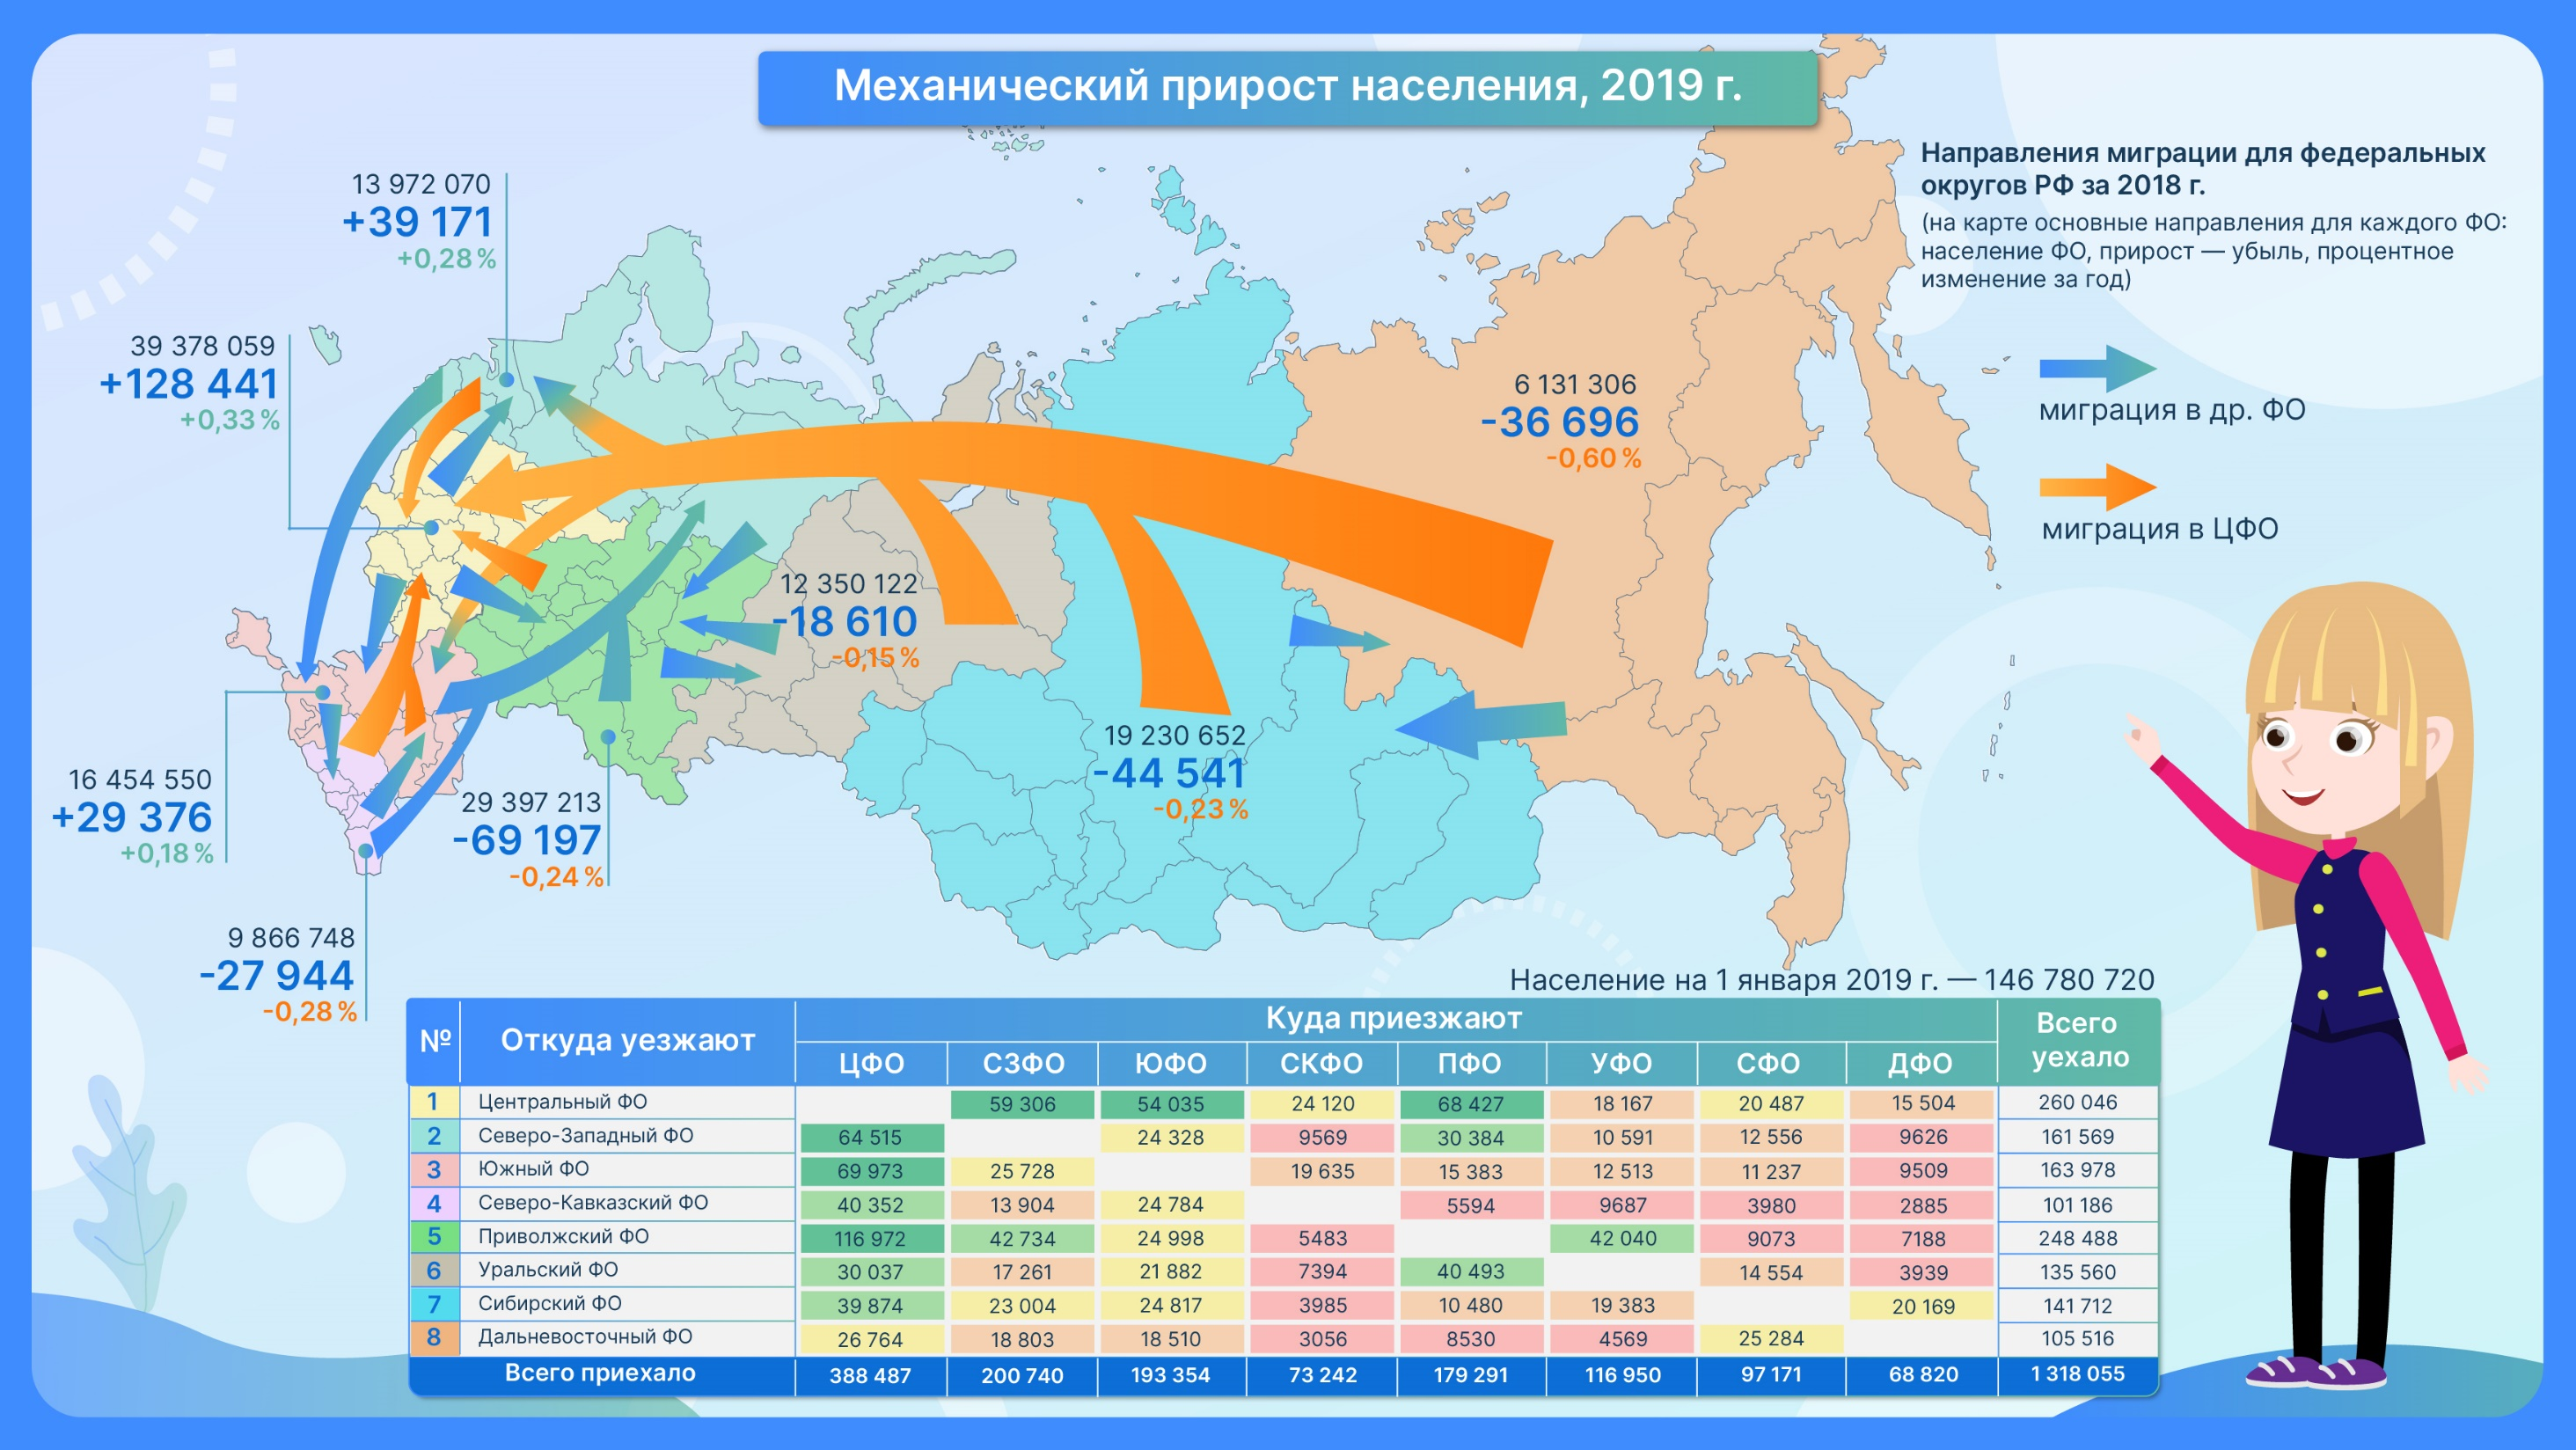 Механический прирост населения, 2019 г.
Направления миграции для федеральных
округов РФ за 2018 г.
(на карте основные направления для каждого ФО:
население ФО, прирост — убыль, процентное
изменение за год)
миграция в др. ФО
миграция в ЦФО
13 972 070
+39 171
+0,28 %
39 378 059
+128 441
+0,33 %
6 131 306
-36 696
-0,60 %
12 350 122
-18 610
-0,15 %
19 230 652
-44 541
-0,23 %
16 454 550
+29 376
+0,18 %
29 397 213
-69 197
-0,24 %
9 866 748
-27 944
-0,28 %
Население на 1 января 2019 г. — 146 780 720
№ Откуда уезжают Куда приезжают Всего уехало
ЦФО СЗФО ЮФО СКФО ПФО УФО СФО ДФО
1 Центральный ФО 59 306 54 035 24 120 68 427 18 167 20 487 15 504 260 046
2 Северо-Западный ФО 64 515 24 328 9569 30 384 10 591 12 556 9626 161 569
3 Южный ФО 69 973 25 728 19 635 15 383 12 513 11 237 9509 163 978
4 Северо-Кавказский ФО 40 352 13 904 24 784 5594 9687 3980 2885 101 186
5 Приволжский ФО 116 972 42 734 24 998 5483 42 040 9073 7188 248 488
6 Уральский ФО 30 037 17 261 21 882 7394 40 493 14 554 3939 135 560
7 Сибирский ФО 39 874 23 004 24 817 3985 10 480 19 383 20 169 141 712
8 Дальневосточный ФО 26 764 18 803 18 510 3056 8530 4569 25 284 105 516
Всего приехало 388 487 200 740 193 354 73 242 179 291 116 950 97 171 68 820 1 318 055